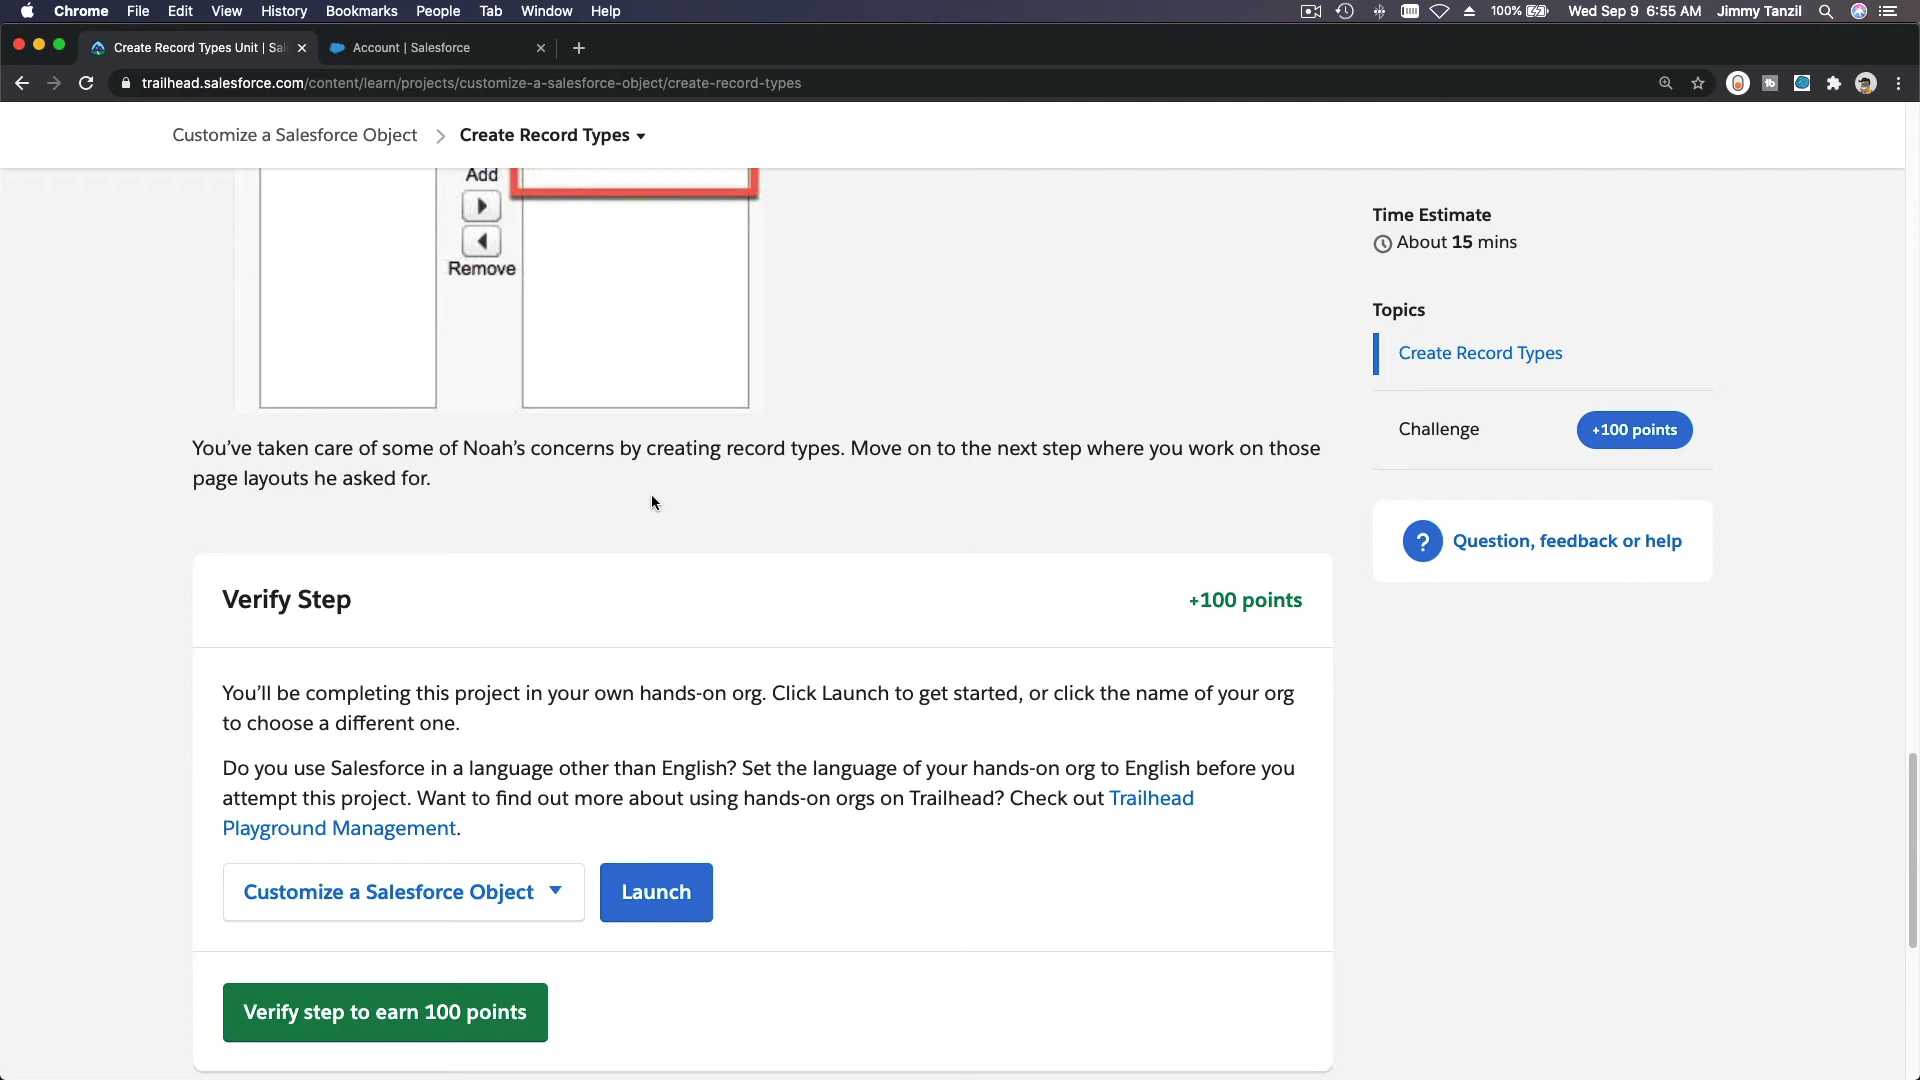 Chrome File Edit View History Bookmarks People Tab Window Help
100% Wed Sep 9 6:55 AM Jimmy Tanzil
Create Record Types Unit | Sal
Account | Salesforce
trailhead.salesforce.com/content/learn/projects/customize-a-salesforce-object/create-record-types
Customize a Salesforce Object > Create Record Types
Add
Remove
Time Estimate
About 15 mins
Topics
Create Record Types
Challenge
+100 points
? Question, feedback or help
You’ve taken care of some of Noah’s concerns by creating record types. Move on to the next step where you work on those
page layouts he asked for.
Verify Step
+100 points
You’ll be completing this project in your own hands-on org. Click Launch to get started, or click the name of your org
to choose a different one.
Do you use Salesforce in a language other than English? Set the language of your hands-on org to English before you
attempt this project. Want to find out more about using hands-on orgs on Trailhead? Check out Trailhead
Playground Management.
Customize a Salesforce Object
Launch
Verify step to earn 100 points